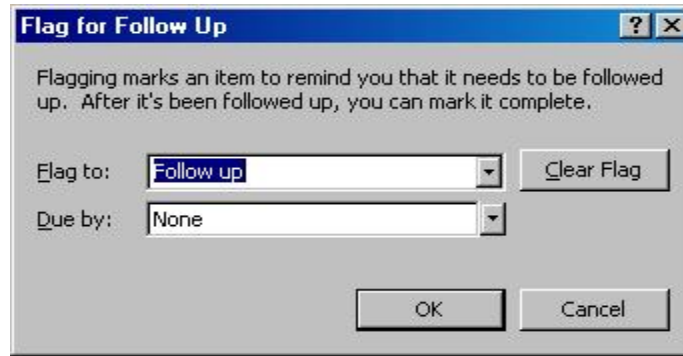 Flag for Follow Up
Flagging marks an item to remind you that it needs to be followed
up. After it's been followed up, you can mark it complete.
Flag to: Follow up Clear Flag
Due by: None
OK Cancel